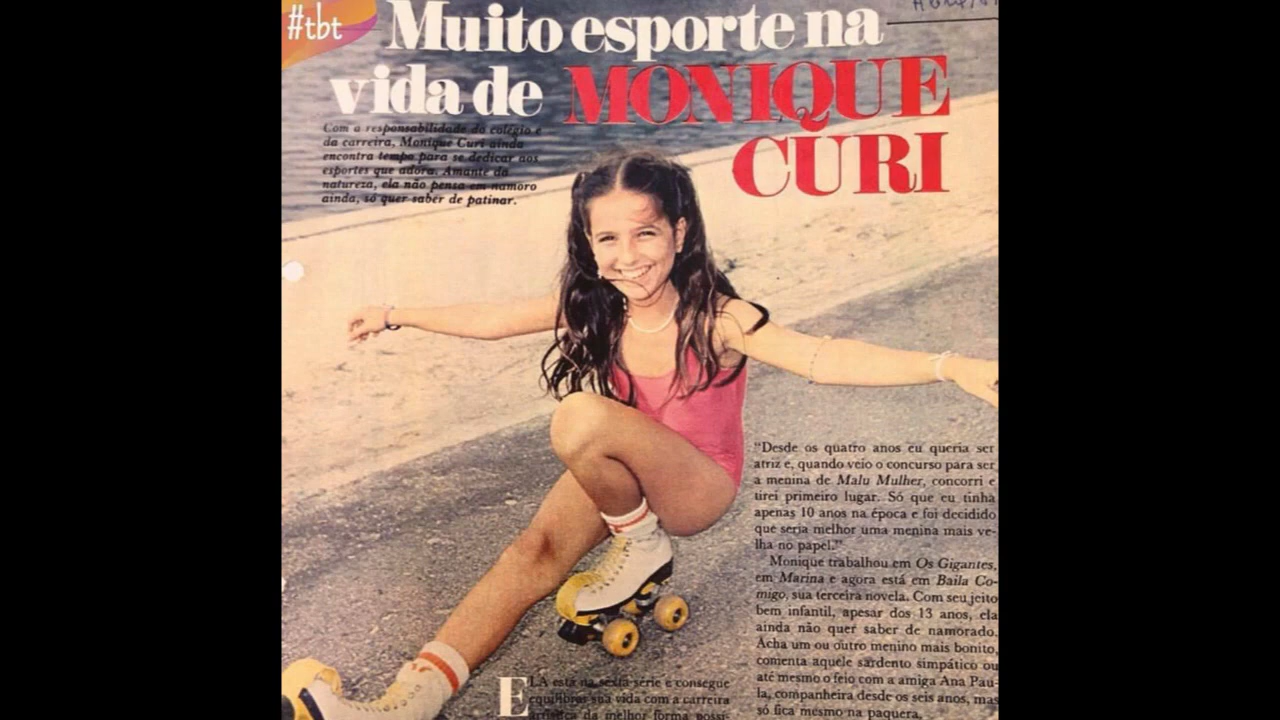 #tbt
Muito esporte na
vida de MONIQUE
CURI
Com a responsabilidade do colégio e
da carreira, Monique Curi ainda
encontra tempo para se dedicar aos
esportes que adora. Amante da
natureza, ela não pensa em namoro
ainda, só quer saber de patinar.
"Desde os quatro anos eu queria ser
atriz e, quando veio o concurso para ser
a menina de Malu Mulher, concorri e
tirei primeiro lugar. Só que eu tinha
apenas 10 anos na época e foi decidido
que seria melhor uma menina mais ve-
lha no papel."
Monique trabalhou em Os Gigantes,
em Marina e agora está em Baila Co-
migo, sua terceira novela. Com seu jeito
bem infantil, apesar dos 13 anos, ela
ainda não quer saber de namorado.
Acha um ou outro menino mais bonito,
comenta aquele sardento simpático ou
até mesmo o feio com a amiga Ana Pau-
la, companheira desde os seis anos, mas
só fica mesmo na paquera.
ELA está na sexta série e consegue
equilibrar sua vida com a carreira
artística da melhor forma possí-